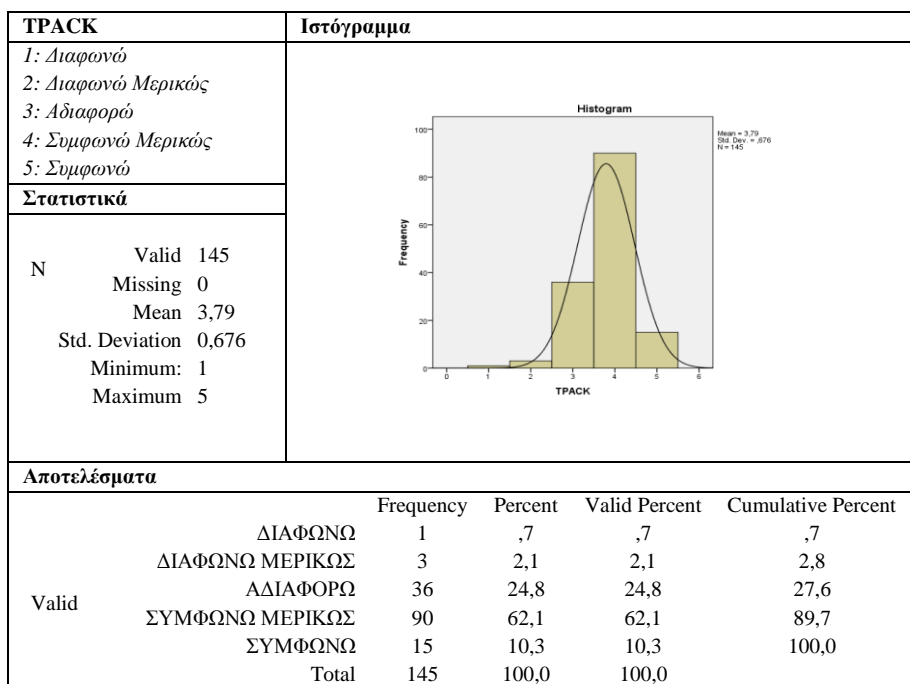 TPACK
Ιστόγραμμα
1: Διαφωνώ
2: Διαφωνώ Μερικώς
3: Αδιαφορώ
4: Συμφωνώ Μερικώς
5: Συμφωνώ
Στατιστικά
N Valid 145
Missing 0
Mean 3,79
Std. Deviation 0,676
Minimum: 1
Maximum 5
Histogram
Mean = 3,79
Std. Dev. = ,676
N = 145
Frequency
100
80
60
40
20
0
0 1 2 3 4 5 6
TPACK
Αποτελέσματα
Frequency Percent Valid Percent Cumulative Percent
Valid
ΔΙΑΦΩΝΩ 1 ,7 ,7 ,7
ΔΙΑΦΩΝΩ ΜΕΡΙΚΩΣ 3 2,1 2,1 2,8
ΑΔΙΑΦΟΡΩ 36 24,8 24,8 27,6
ΣΥΜΦΩΝΩ ΜΕΡΙΚΩΣ 90 62,1 62,1 89,7
ΣΥΜΦΩΝΩ 15 10,3 10,3 100,0
Total 145 100,0 100,0